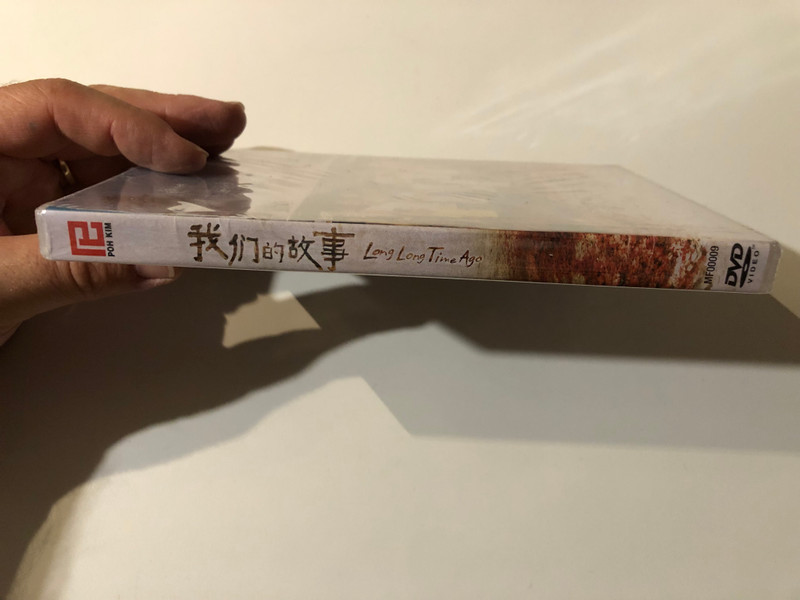 POH KIM
我们的故事
Long Long Time Ago
MF00009
DVD
VIDEO